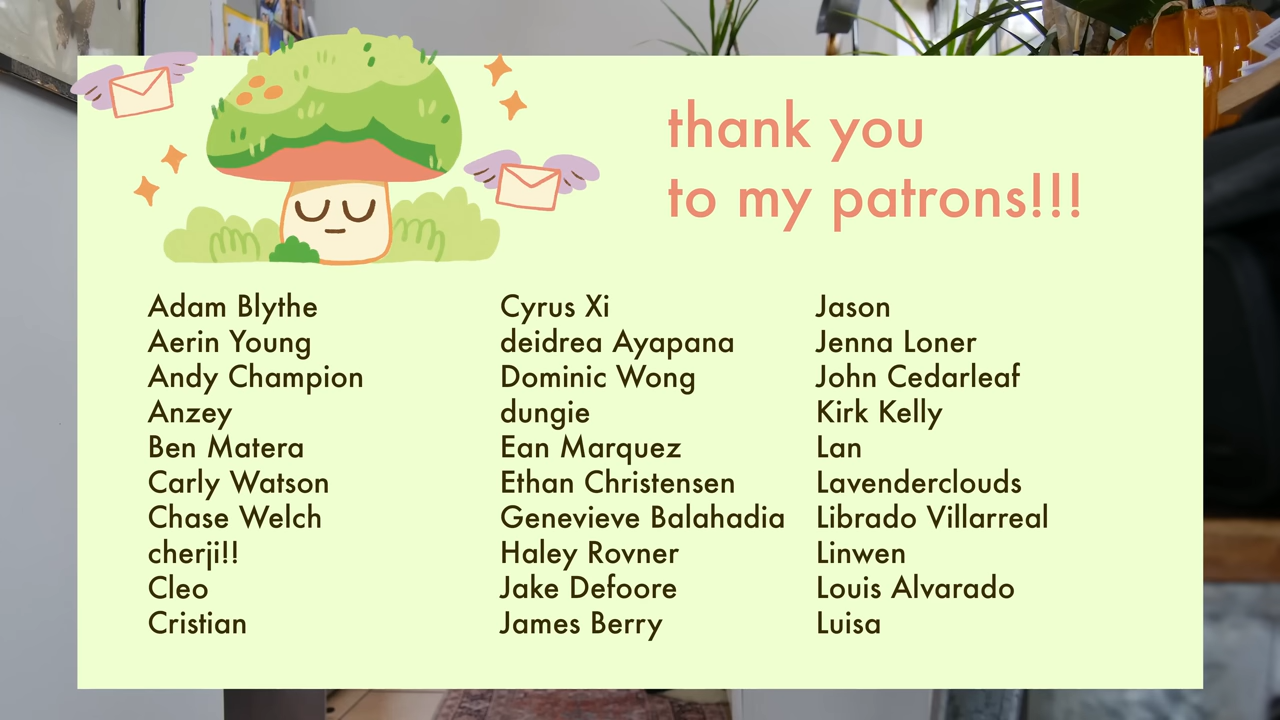 thank you
to my patrons!!!
Adam Blythe
Aerin Young
Andy Champion
Anzey
Ben Matera
Carly Watson
Chase Welch
cherji!!
Cleo
Cristian
Cyrus Xi
deidrea Ayapana
Dominic Wong
dungie
Ean Marquez
Ethan Christensen
Genevieve Balahadia
Haley Rovner
Jake Defoore
James Berry
Jason
Jenna Loner
John Cedarleaf
Kirk Kelly
Lan
Lavenderclouds
Librado Villarreal
Linwen
Louis Alvarado
Luisa